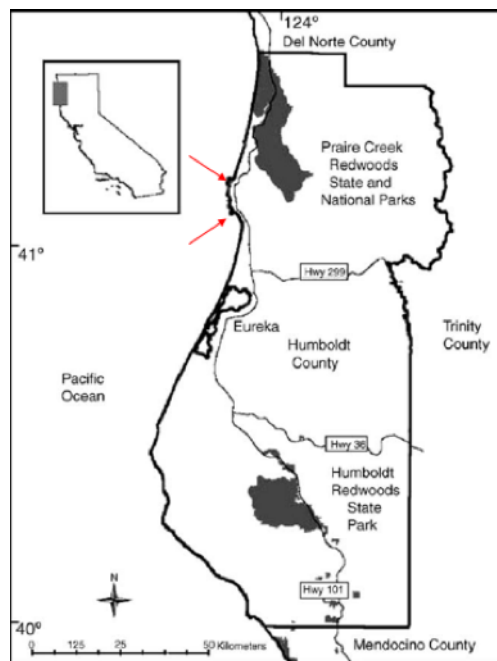 124°
Del Norte County
Praire Creek
Redwoods
State and
National Parks
41°
Hwy 299
Eureka
Trinity
County
Humboldt
County
Pacific
Ocean
Hwy 36
Humboldt
Redwoods
State
Park
N
Hwy 101
40°
0 125 25 50 Kilometers
Mendocino County